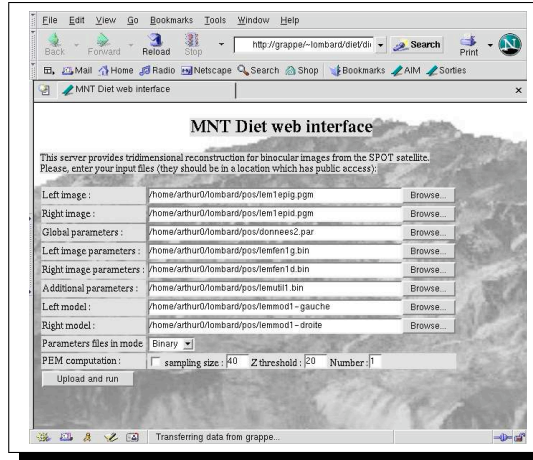 File Edit View Go Bookmarks Tools Window Help
Back Forward Reload Stop http://grappe/~lombard/diet/di Search Print N
Mail Home Radio Netscape Search Shop Bookmarks AIM Sorties
MNT Diet web interface
MNT Diet web interface
This server provides tridimensional reconstruction for binocular images from the SPOT satellite.
Please, enter your input files (they should be in a location which has public access):
Left image : /home/arthur0/lombard/pos/lem1epig.pgm Browse...
Right image : /home/arthur0/lombard/pos/lem1epid.pgm Browse...
Global parameters : /home/arthur0/lombard/pos/donnees2.par Browse...
Left image parameters : /home/arthur0/lombard/pos/lemfen1g.bin Browse...
Right image parameters : /home/arthur0/lombard/pos/lemfen1d.bin Browse...
Additional parameters : /home/arthur0/lombard/pos/lemutil1.bin Browse...
Left model : /home/arthur0/lombard/pos/lemmod1-gauche Browse...
Right model : /home/arthur0/lombard/pos/lemmod1-droite Browse...
Parameters files in mode Binary
PEM computation : sampling size : 40 Z threshold : 20 Number : 1
Upload and run
Transferring data from grappe...